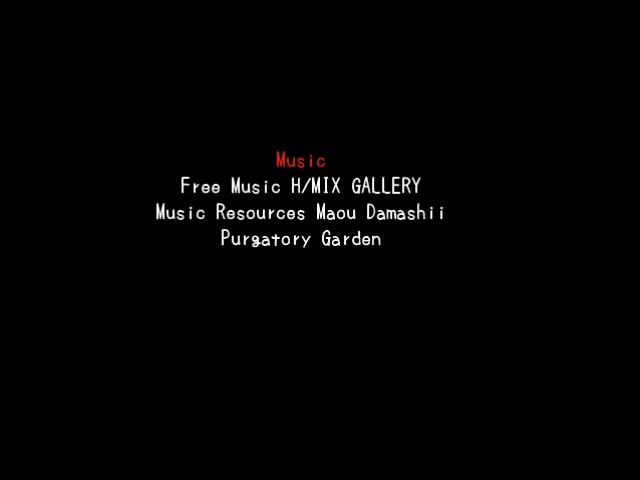 Music
Free Music H/MIX GALLERY
Music Resources Maou Damashii
Purgatory Garden